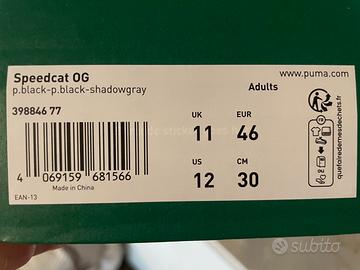 Speedcat OG
p.black-p.black-shadowgray
Adults
www.puma.com
398846 77
UK EUR
11 46
US CM
12 30
4 069159 681566
Made in China
EAN-13
quefairedemesdechets.fr
subito